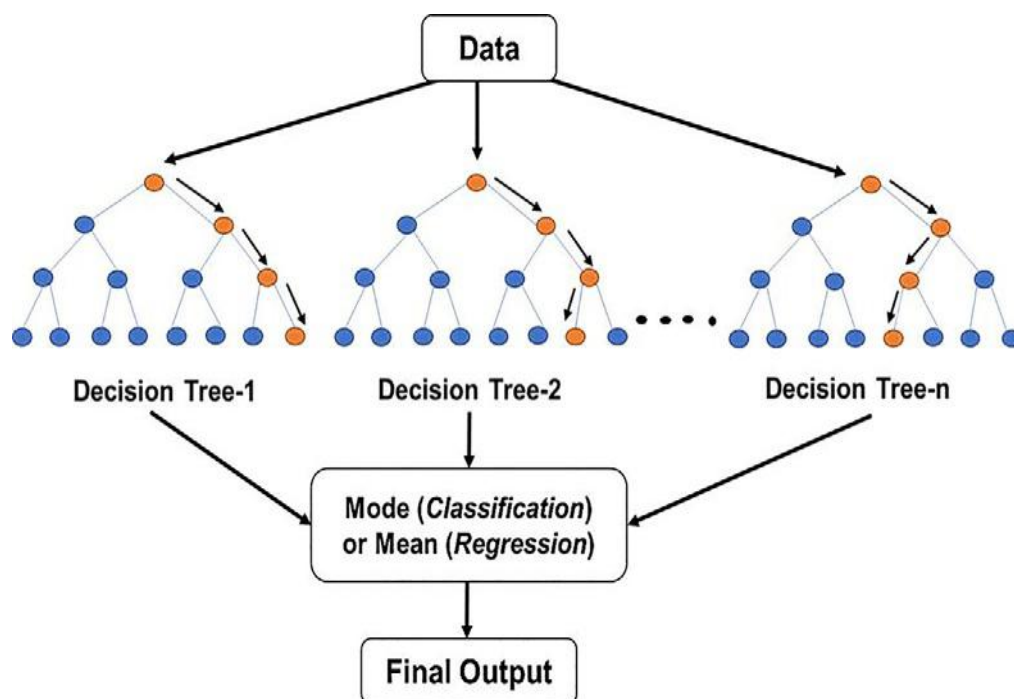 Data
Decision Tree-1
Decision Tree-2
Decision Tree-n
Mode (Classification)
or Mean (Regression)
Final Output